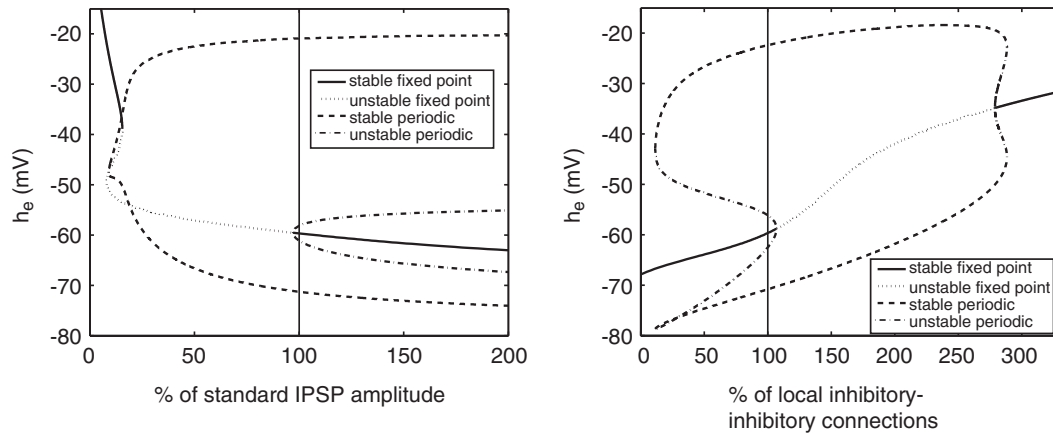 -20
-30
-40
-50
-60
-70
-80
h_e (mV)
0
50
100
150
200
% of standard IPSP amplitude
stable fixed point
unstable fixed point
stable periodic
unstable periodic
-20
-30
-40
-50
-60
-70
-80
h_e (mV)
0
50
100
150
200
250
300
% of local inhibitory-
inhibitory connections
stable fixed point
unstable fixed point
stable periodic
unstable periodic